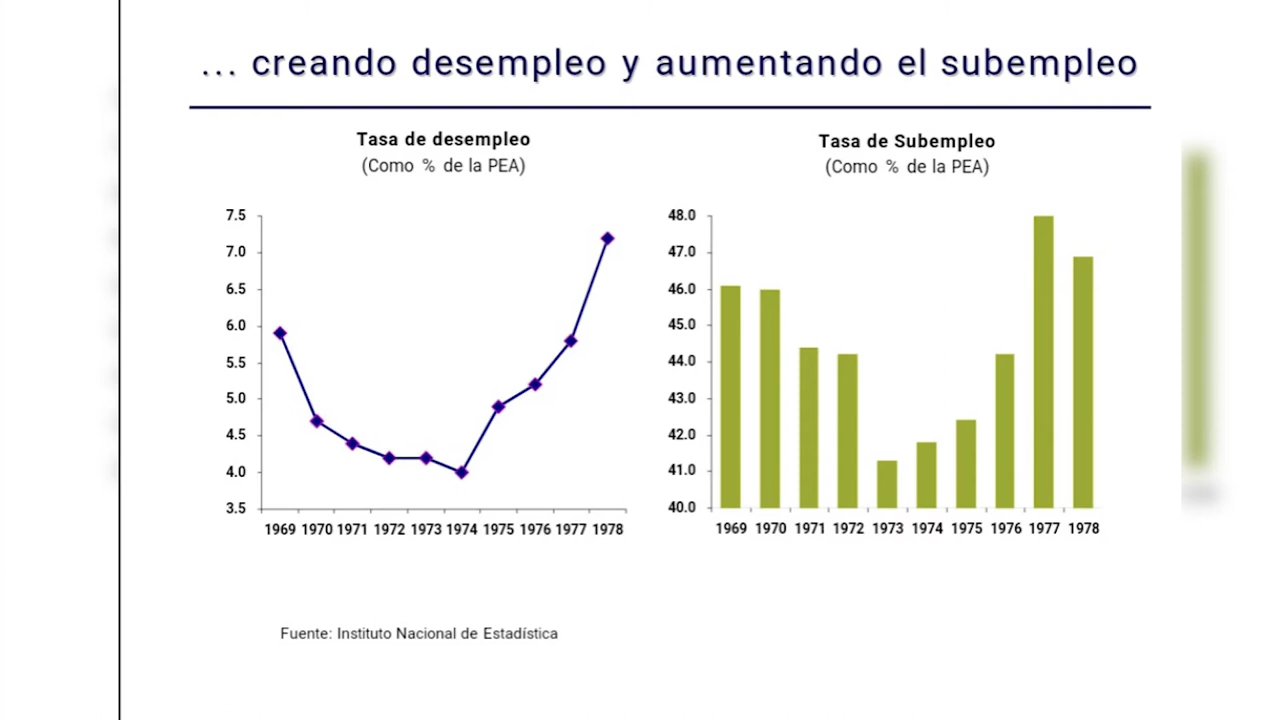 ... creando desempleo y aumentando el subempleo
Tasa de desempleo
(Como % de la PEA)
7.5
7.0
6.5
6.0
5.5
5.0
4.5
4.0
3.5
1969 1970 1971 1972 1973 1974 1975 1976 1977 1978
Tasa de Subempleo
(Como % de la PEA)
48.0
47.0
46.0
45.0
44.0
43.0
42.0
41.0
40.0
1969 1970 1971 1972 1973 1974 1975 1976 1977 1978
Fuente: Instituto Nacional de Estadística